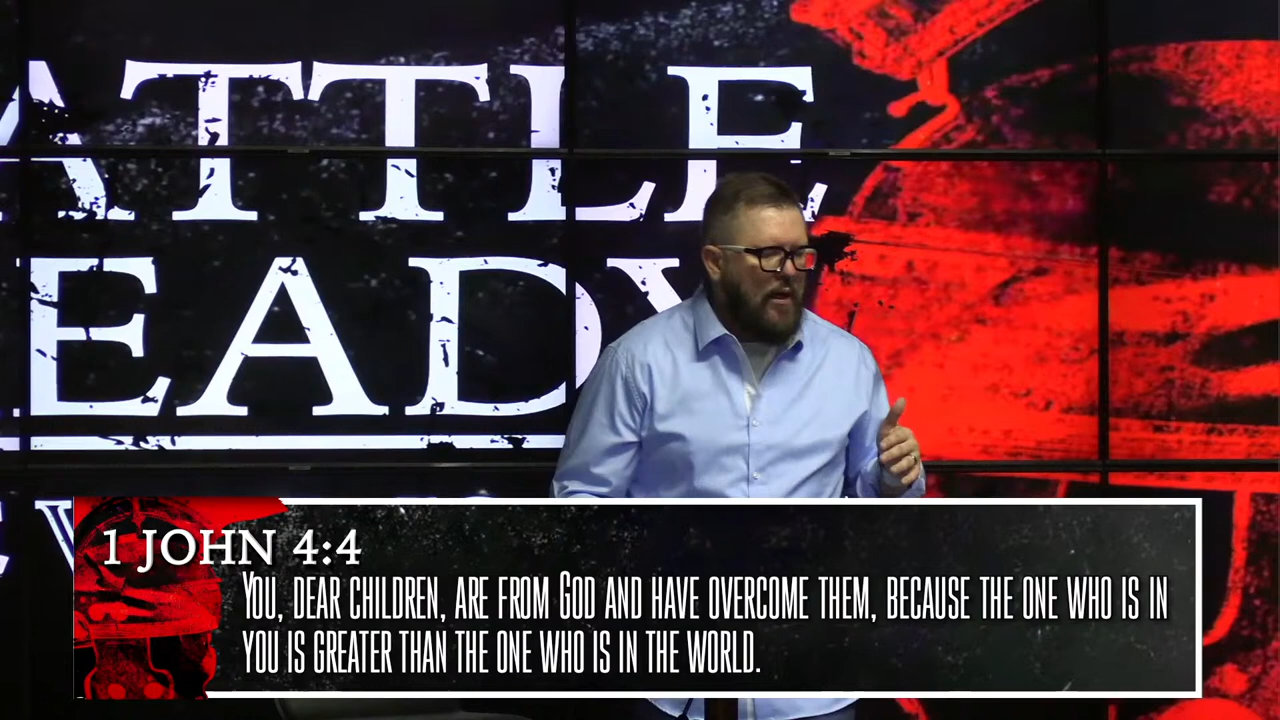 ATTLE
EADY
1 JOHN 4:4
YOU, DEAR CHILDREN, ARE FROM GOD AND HAVE OVERCOME THEM, BECAUSE THE ONE WHO IS IN
YOU IS GREATER THAN THE ONE WHO IS IN THE WORLD.